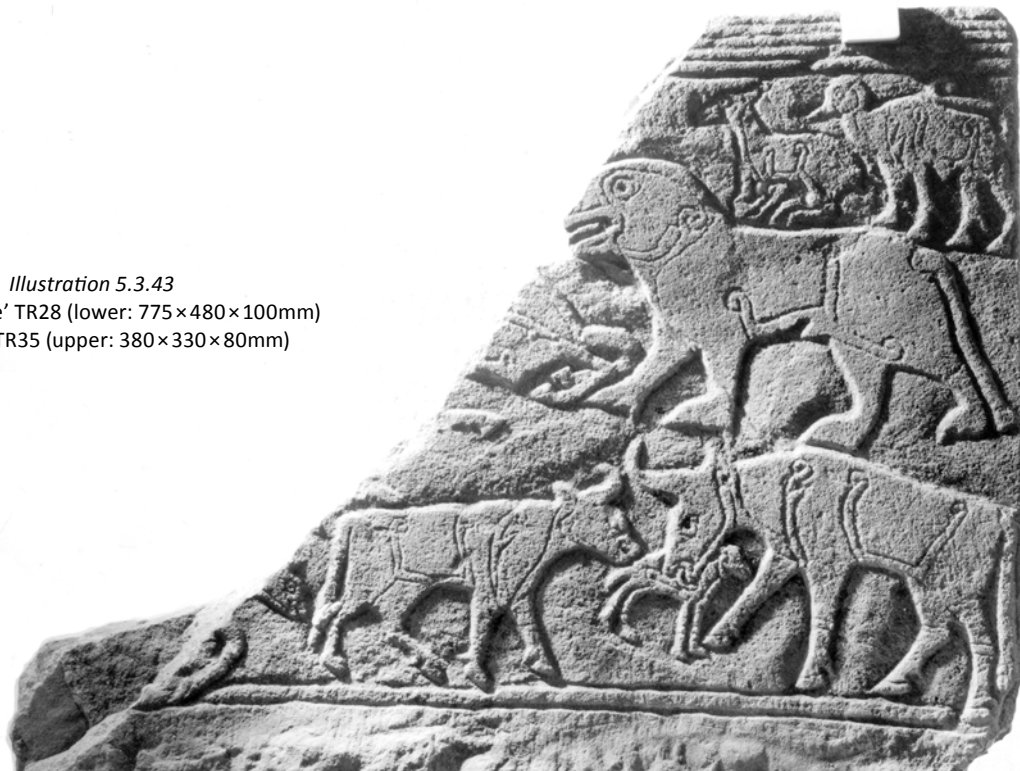 Illustration 5.3.43
TR28 (lower: 775×480×100mm)
TR35 (upper: 380×330×80mm)